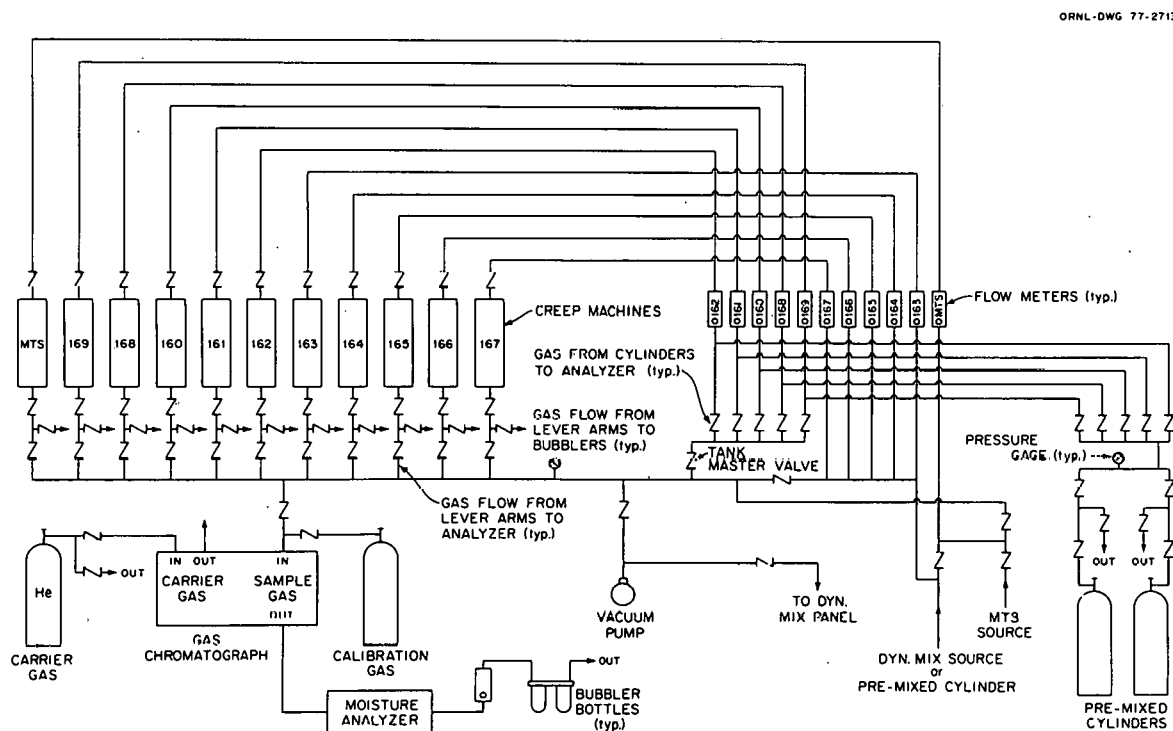 ORNL-DWG 77-2713
MTS
169
168
160
161
162
163
164
165
166
167
CREEP MACHINES
0162
0161
0160
0168
0169
0167
0166
0165
0164
0163
0MTS
FLOW METERS (typ.)
GAS FROM CYLINDERS
TO ANALYZER (typ.)
GAS FLOW FROM
LEVER ARMS TO
BUBBLERS (typ.)
TANK
MASTER VALVE
PRESSURE
GAGE (typ.)
GAS FLOW FROM
LEVER ARMS TO
ANALYZER (typ.)
He
CARRIER
GAS
OUT
IN OUT
CARRIER
GAS
IN
SAMPLE
GAS
OUT
GAS
CHROMATOGRAPH
CALIBRATION
GAS
MOISTURE
ANALYZER
OUT
BUBBLER
BOTTLES
(typ.)
VACUUM
PUMP
TO DYN.
MIX PANEL
DYN. MIX SOURCE
or
PRE-MIXED CYLINDER
MTS
SOURCE
OUT
OUT
PRE-MIXED
CYLINDERS